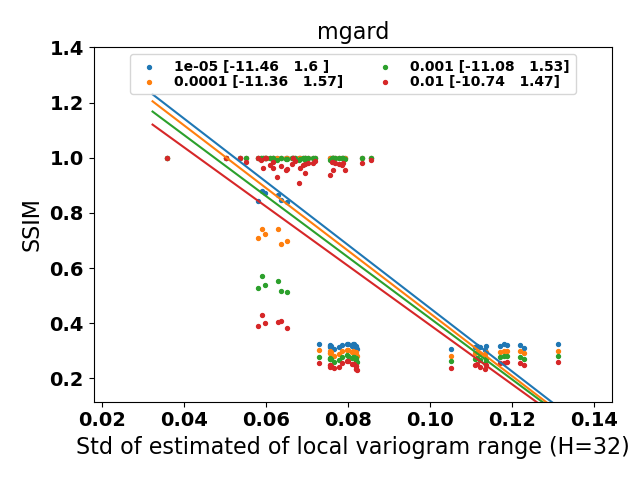 mgard
1e-05 [-11.46   1.6 ]
0.0001 [-11.36   1.57]
0.001 [-11.08   1.53]
0.01 [-10.74   1.47]
SSIM
1.4
1.2
1.0
0.8
0.6
0.4
0.2
0.02 0.04 0.06 0.08 0.10 0.12 0.14
Std of estimated of local variogram range (H=32)